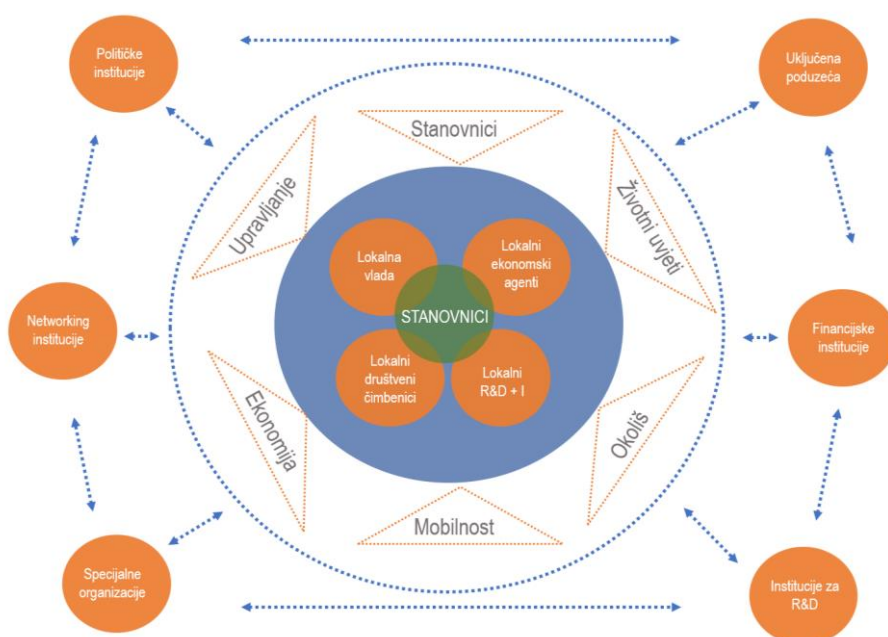 Političke
institucije
Uključena
poduzeća
Stanovnici
Upravljanje
Životni uvjeti
Lokalna
vlada
Lokalni
ekonomski
agenti
STANOVNICI
Networking
institucije
Financijske
institucije
Lokalni
društveni
čimbenici
Lokalni
R&D + I
Ekonomija
Okoliš
Mobilnost
Specijalne
organizacije
Institucije za
R&D